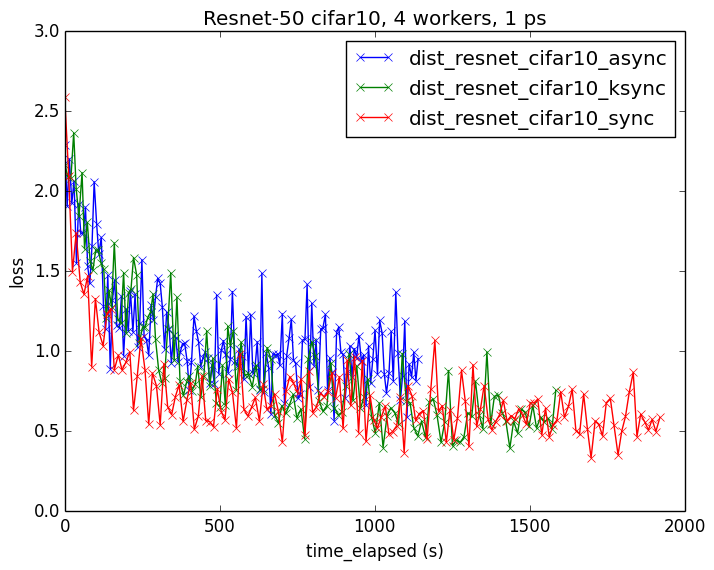 Resnet-50 cifar10, 4 workers, 1 ps
dist_resnet_cifar10_async
dist_resnet_cifar10_ksync
dist_resnet_cifar10_sync
3.0
2.5
2.0
1.5
1.0
0.5
0.0
loss
0 500 1000 1500 2000
time_elapsed (s)